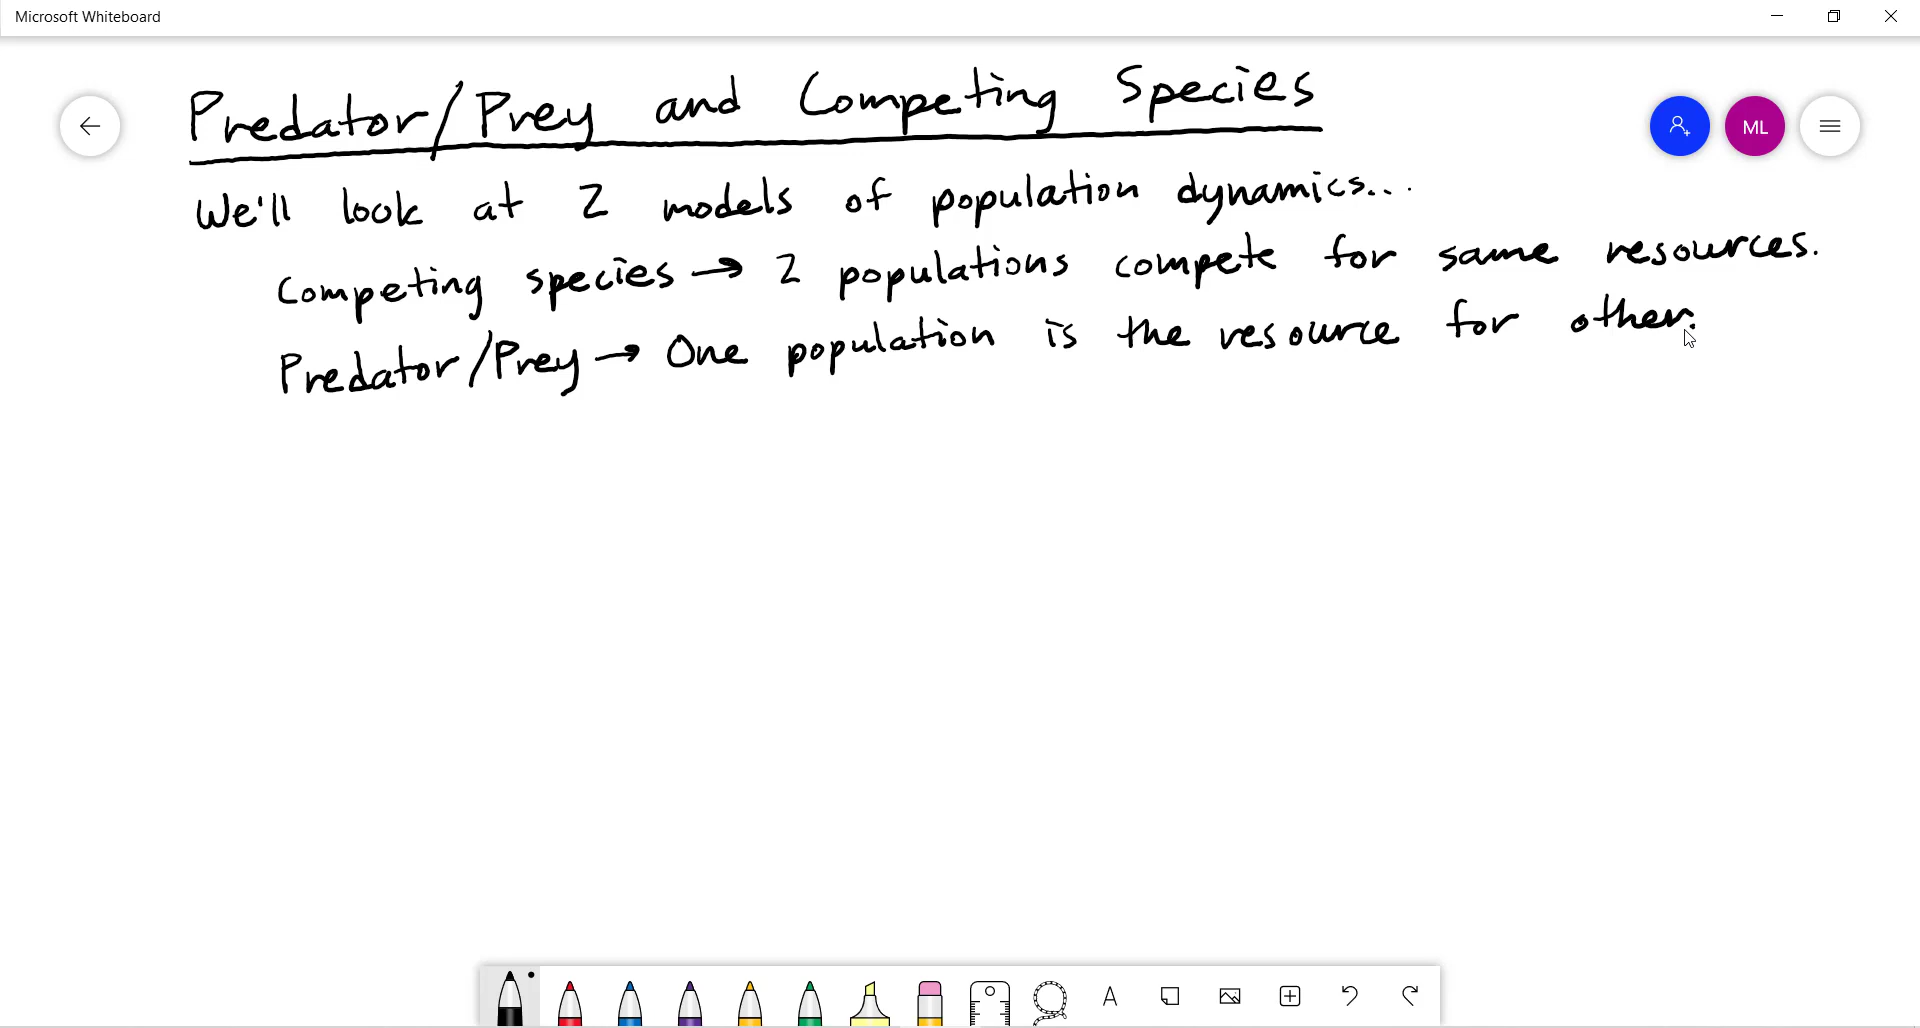 Microsoft Whiteboard
Predator/Prey and Competing Species
ML
We'll look at 2 models of population dynamics...
Competing species → 2 populations compete for same resources.
Predator/Prey → One population is the resource for other.
A